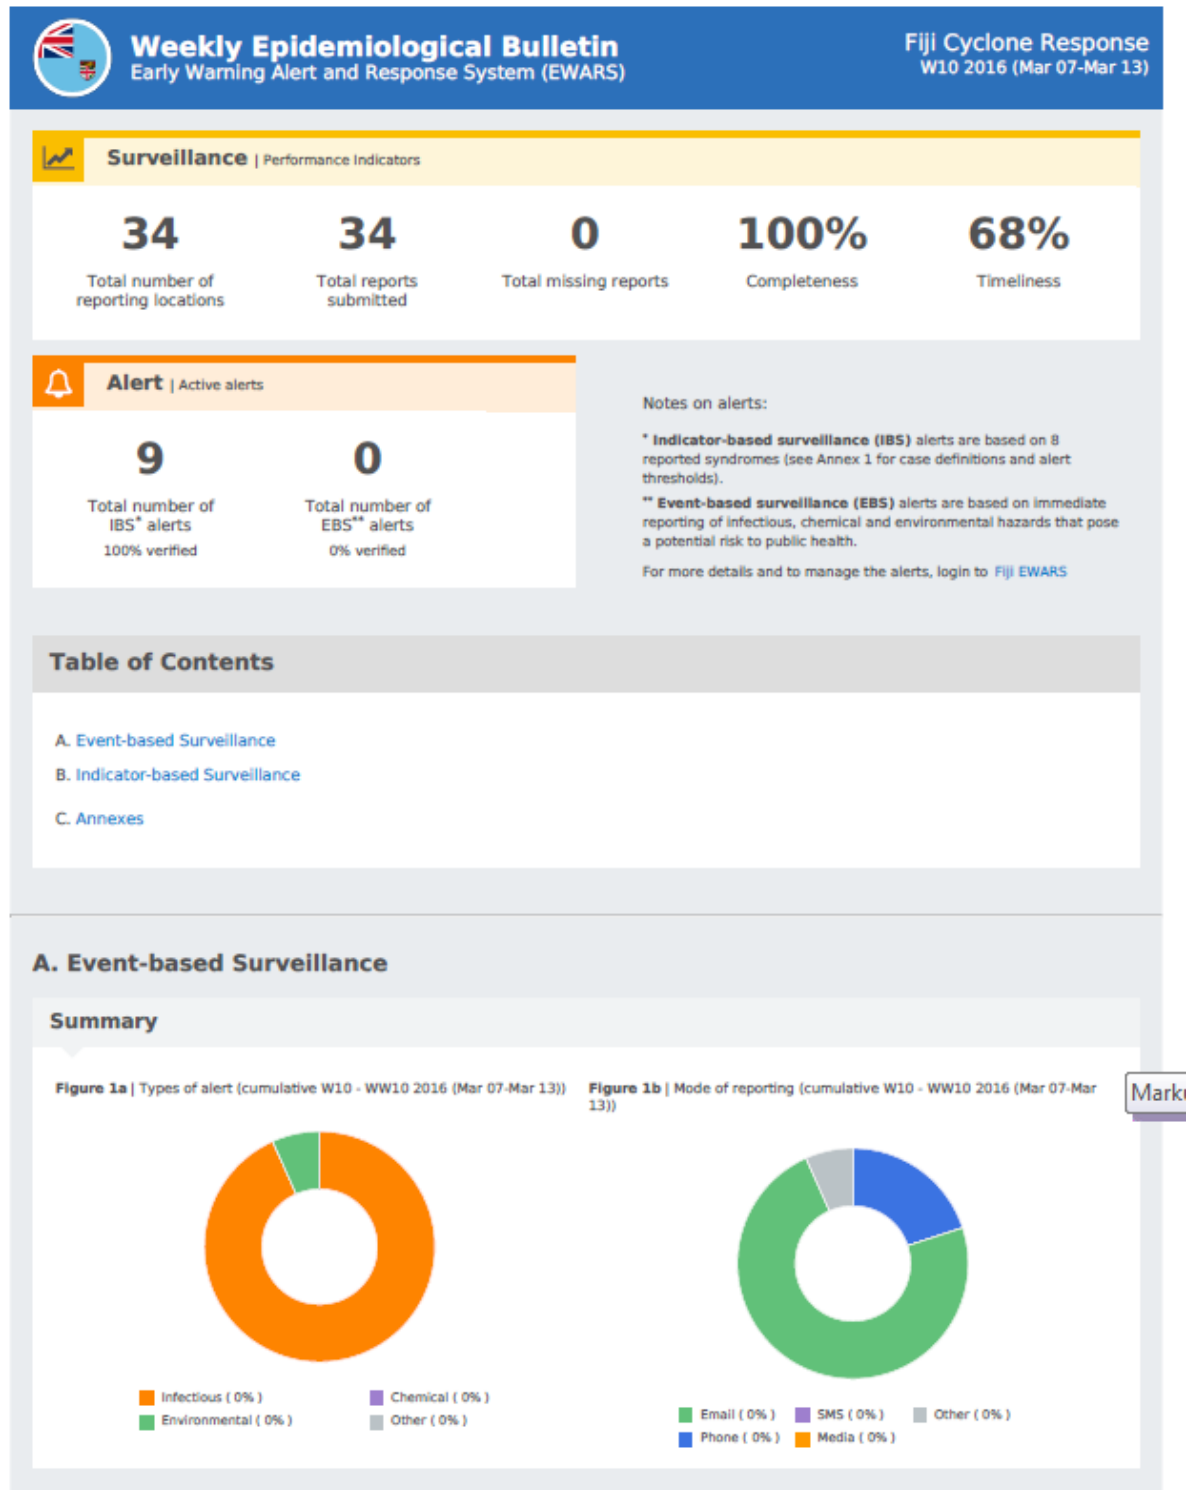 Weekly Epidemiological Bulletin
Early Warning Alert and Response System (EWARS)
Fiji Cyclone Response
W10 2016 (Mar 07-Mar 13)
Surveillance | Performance Indicators
34
Total number of
reporting locations
34
Total reports
submitted
0
Total missing reports
100%
Completeness
68%
Timeliness
Alert | Active alerts
9
Total number of
IBS* alerts
100% verified
0
Total number of
EBS** alerts
0% verified
Notes on alerts:
* Indicator-based surveillance (IBS) alerts are based on 8
reported syndromes (see Annex 1 for case definitions and alert
thresholds).
** Event-based surveillance (EBS) alerts are based on immediate
reporting of infectious, chemical and environmental hazards that pose
a potential risk to public health.
For more details and to manage the alerts, login to Fiji EWARS
Table of Contents
A. Event-based Surveillance
B. Indicator-based Surveillance
C. Annexes
A. Event-based Surveillance
Summary
Figure 1a | Types of alert (cumulative W10 - WW10 2016 (Mar 07-Mar 13))
Figure 1b | Mode of reporting (cumulative W10 - WW10 2016 (Mar 07-Mar
13))
Infectious ( 0% )
Chemical ( 0% )
Environmental ( 0% )
Other ( 0% )
Email ( 0% )
SMS ( 0% )
Other ( 0% )
Phone ( 0% )
Media ( 0% )